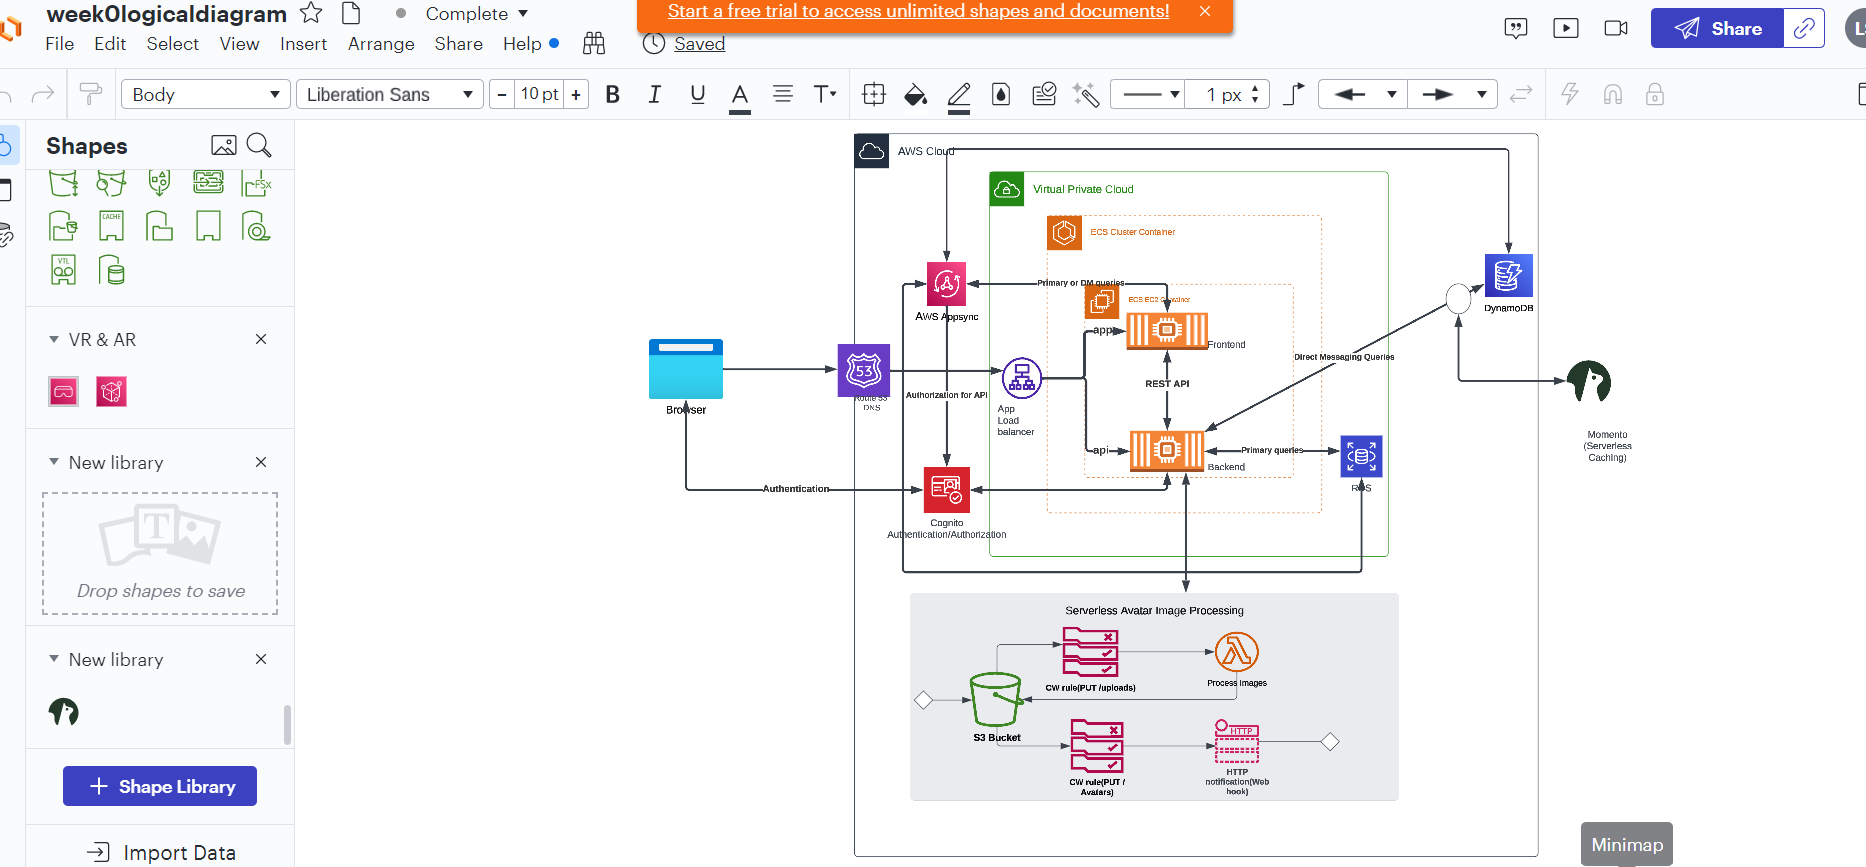 week0logicaldiagram
Complete
Start a free trial to access unlimited shapes and documents!
File Edit Select View Insert Arrange Share Help
Saved
Share
Body
Liberation Sans
- 10 pt +
B I U A T
1 px
Shapes
FSx
CACHE
VTL
VR & AR
New library
T
Drop shapes to save
New library
+ Shape Library
Import Data
AWS Cloud
Virtual Private Cloud
ECS Cluster Container
Primary or DM queries
ECS EC2 Container
AWS Appsync
DynamoDB
app
Frontend
Direct Messaging Queries
53
Route 53
DNS
REST API
Authorization for API
Browser
App
Load
balancer
Momento
(Serverless
Caching)
api
Primary queries
Backend
RDS
Authentication
Cognito
Authentication/Authorization
Serverless Avatar Image Processing
CW rule(PUT /uploads)
Process Images
S3 Bucket
HTTP
CW rule(PUT /
Avatars)
HTTP
notification(Web
hook)
Minimap